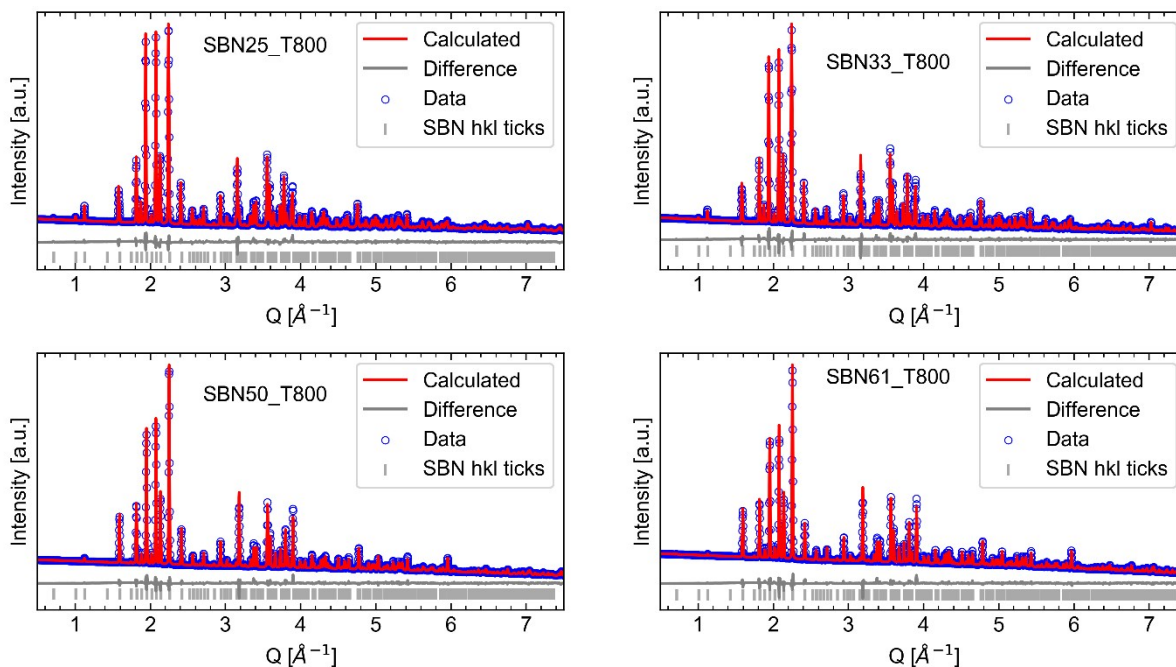 SBN25_T800
Calculated
Difference
Data
SBN hkl ticks
Intensity [a.u.]
1 2 3 4 5 6 7
Q [Å⁻¹]
SBN33_T800
Calculated
Difference
Data
SBN hkl ticks
Intensity [a.u.]
1 2 3 4 5 6 7
Q [Å⁻¹]
SBN50_T800
Calculated
Difference
Data
SBN hkl ticks
Intensity [a.u.]
1 2 3 4 5 6 7
Q [Å⁻¹]
SBN61_T800
Calculated
Difference
Data
SBN hkl ticks
Intensity [a.u.]
1 2 3 4 5 6 7
Q [Å⁻¹]